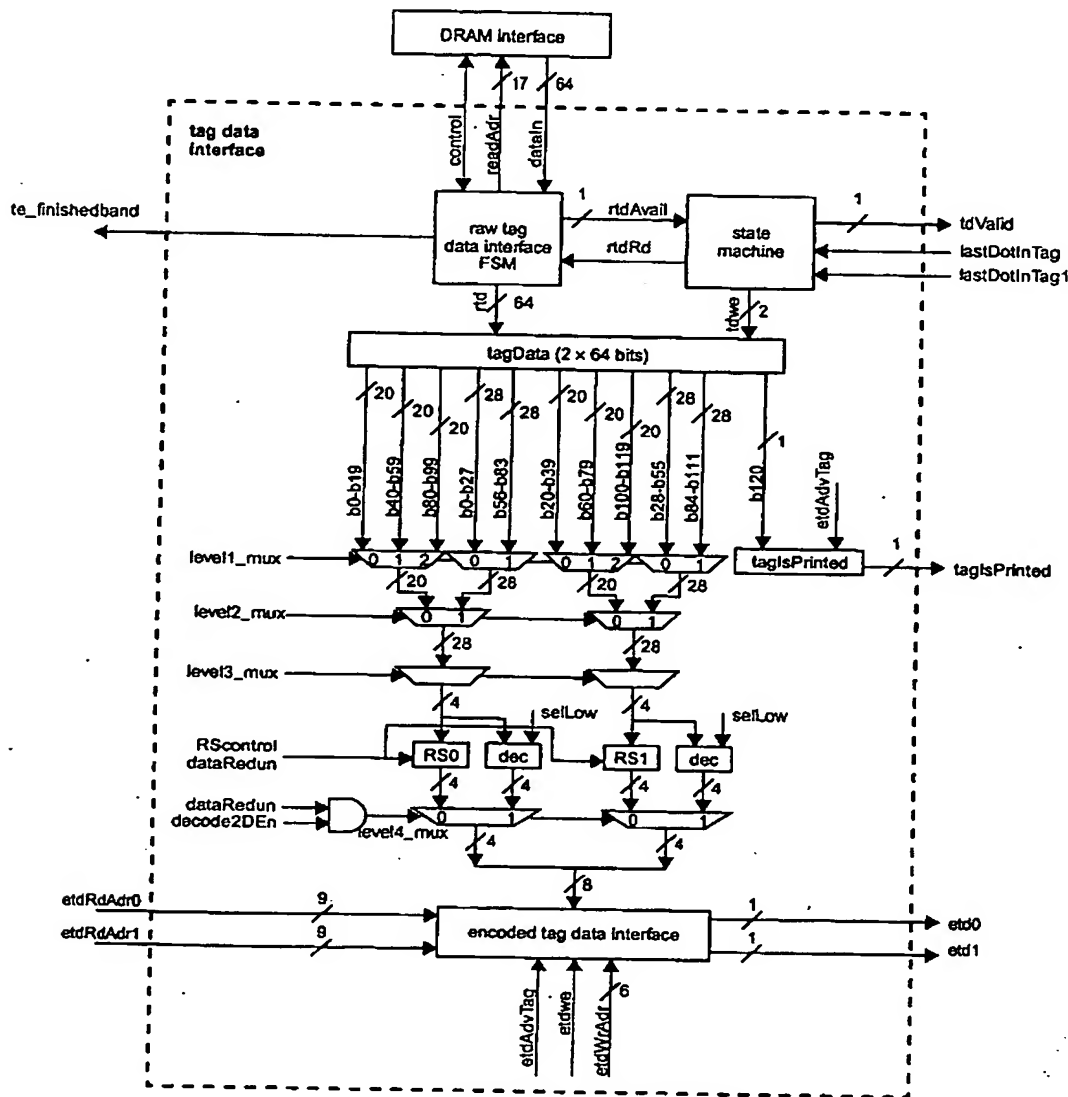 DRAM interface
17
64
tag data
interface
control
readAdr
dataIn
te_finishedband
raw tag
data interface
FSM
1
rtdAvail
rtdRd
state
machine
1
tdValid
lastDotInTag
lastDotInTag1
rtd
64
tdwe
2
tagData (2 × 64 bits)
20
20
20
28
28
20
20
20
28
28
1
b0-b19
b40-b59
b80-b99
b0-b27
b56-b83
b20-b39
b60-b79
b100-b119
b28-b55
b84-b111
b120
etdAdvTag
level1_mux
0 1 2
0 1
0 1 2
0 1
tagIsPrinted
1
tagIsPrinted
20
28
20
28
level2_mux
0 1
0 1
28
28
level3_mux
4
4
selLow
selLow
RScontrol
dataRedun
RS0
dec
RS1
dec
4
4
4
4
dataRedun
decode2DEn
level4_mux
0 1
0 1
4
4
8
etdRdAdr0
9
etdRdAdr1
9
encoded tag data interface
1
etd0
1
etd1
etdAdvTag
etdwe
etdWrAdr
6